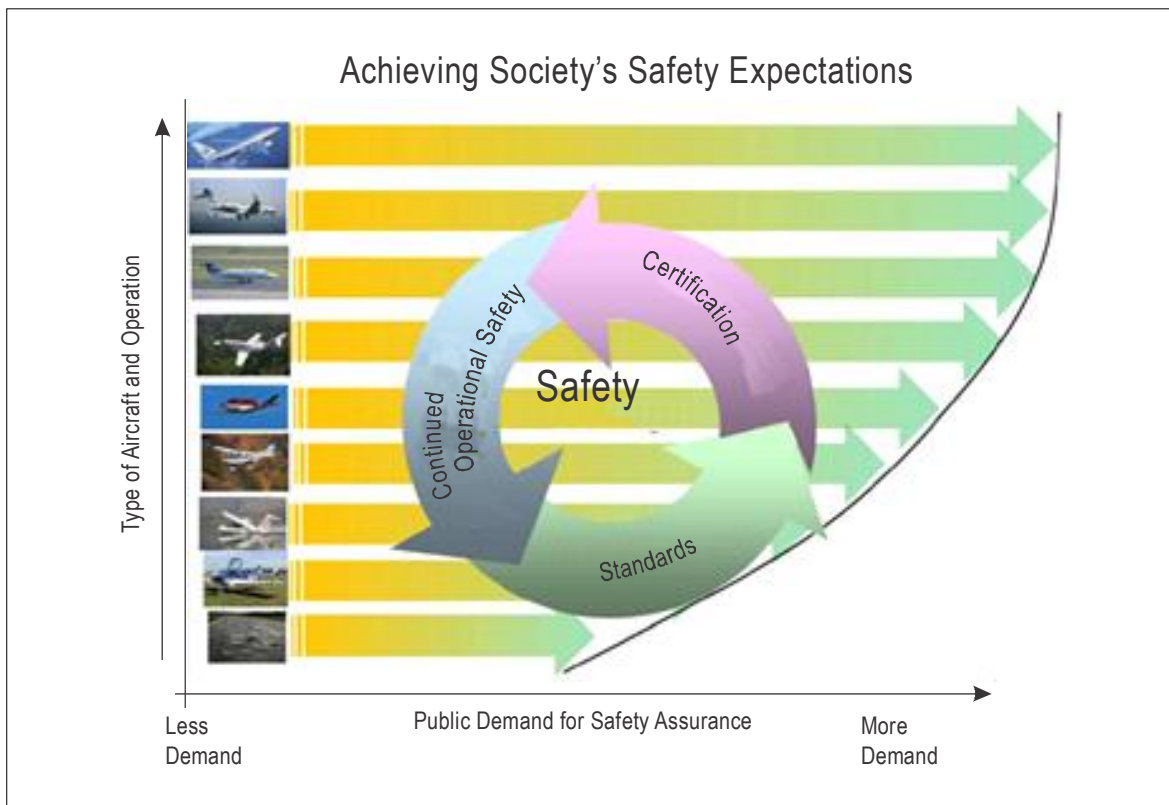 Achieving Society's Safety Expectations
Type of Aircraft and Operation
Certification
Continued
Operational Safety
Safety
Standards
Less
Demand
Public Demand for Safety Assurance
More
Demand